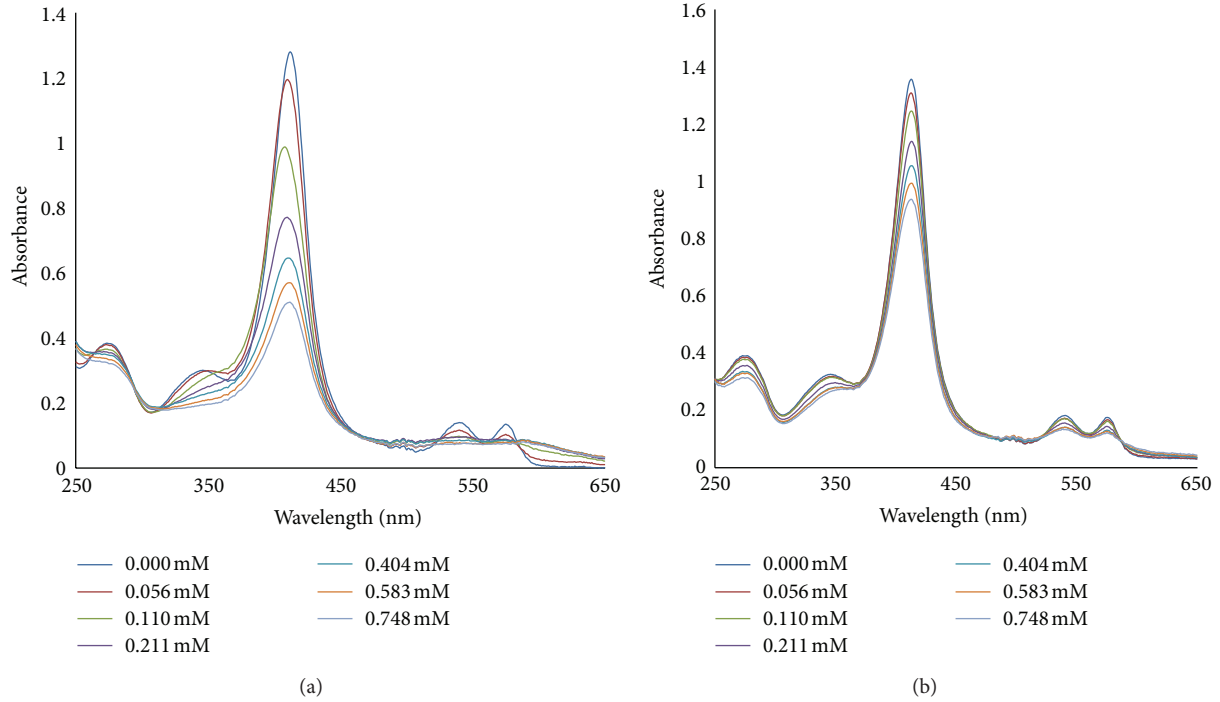 1.4
1.2
1
0.8
0.6
0.4
0.2
0
Absorbance
250 350 450 550 650
Wavelength (nm)
0.000 mM
0.056 mM
0.110 mM
0.211 mM
0.404 mM
0.583 mM
0.748 mM
(a)
1.6
1.4
1.2
1
0.8
0.6
0.4
0.2
0
Absorbance
250 350 450 550 650
Wavelength (nm)
0.000 mM
0.056 mM
0.110 mM
0.211 mM
0.404 mM
0.583 mM
0.748 mM
(b)